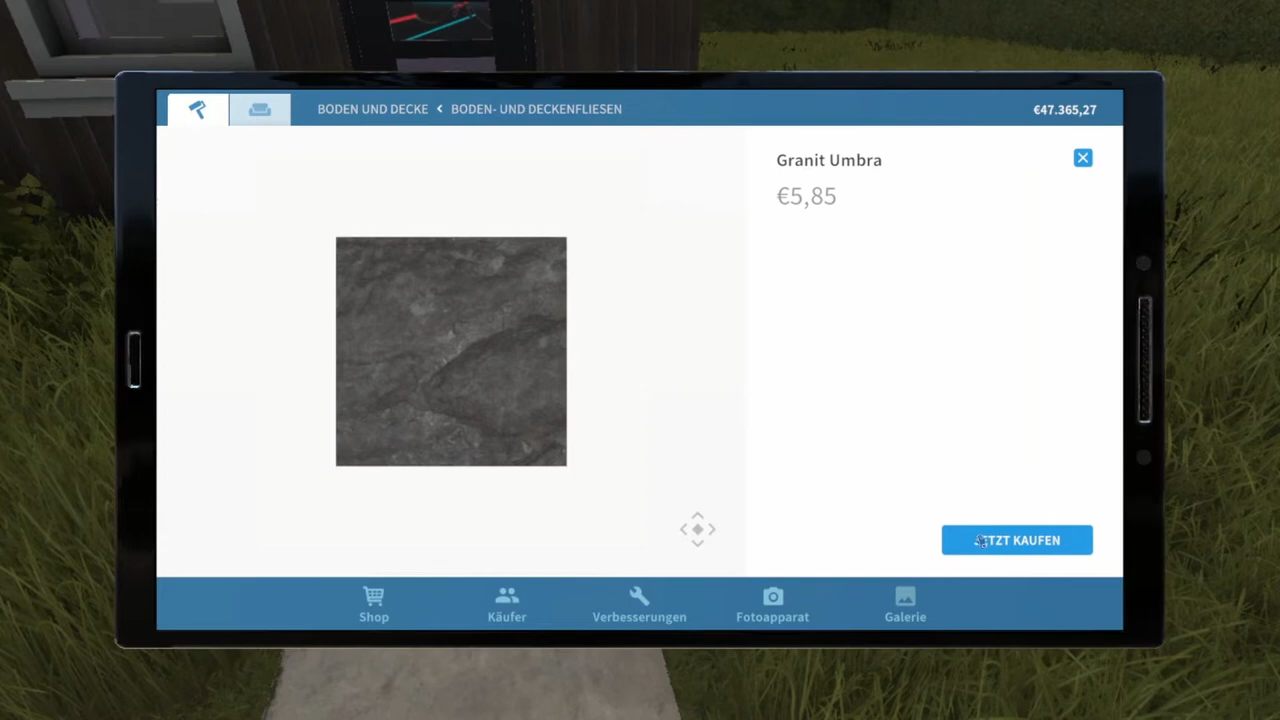 BODEN UND DECKE < BODEN- UND DECKENFLIESEN
€47.365,27
Granit Umbra
€5,85
JETZT KAUFEN
Shop
Käufer
Verbesserungen
Fotoapparat
Galerie